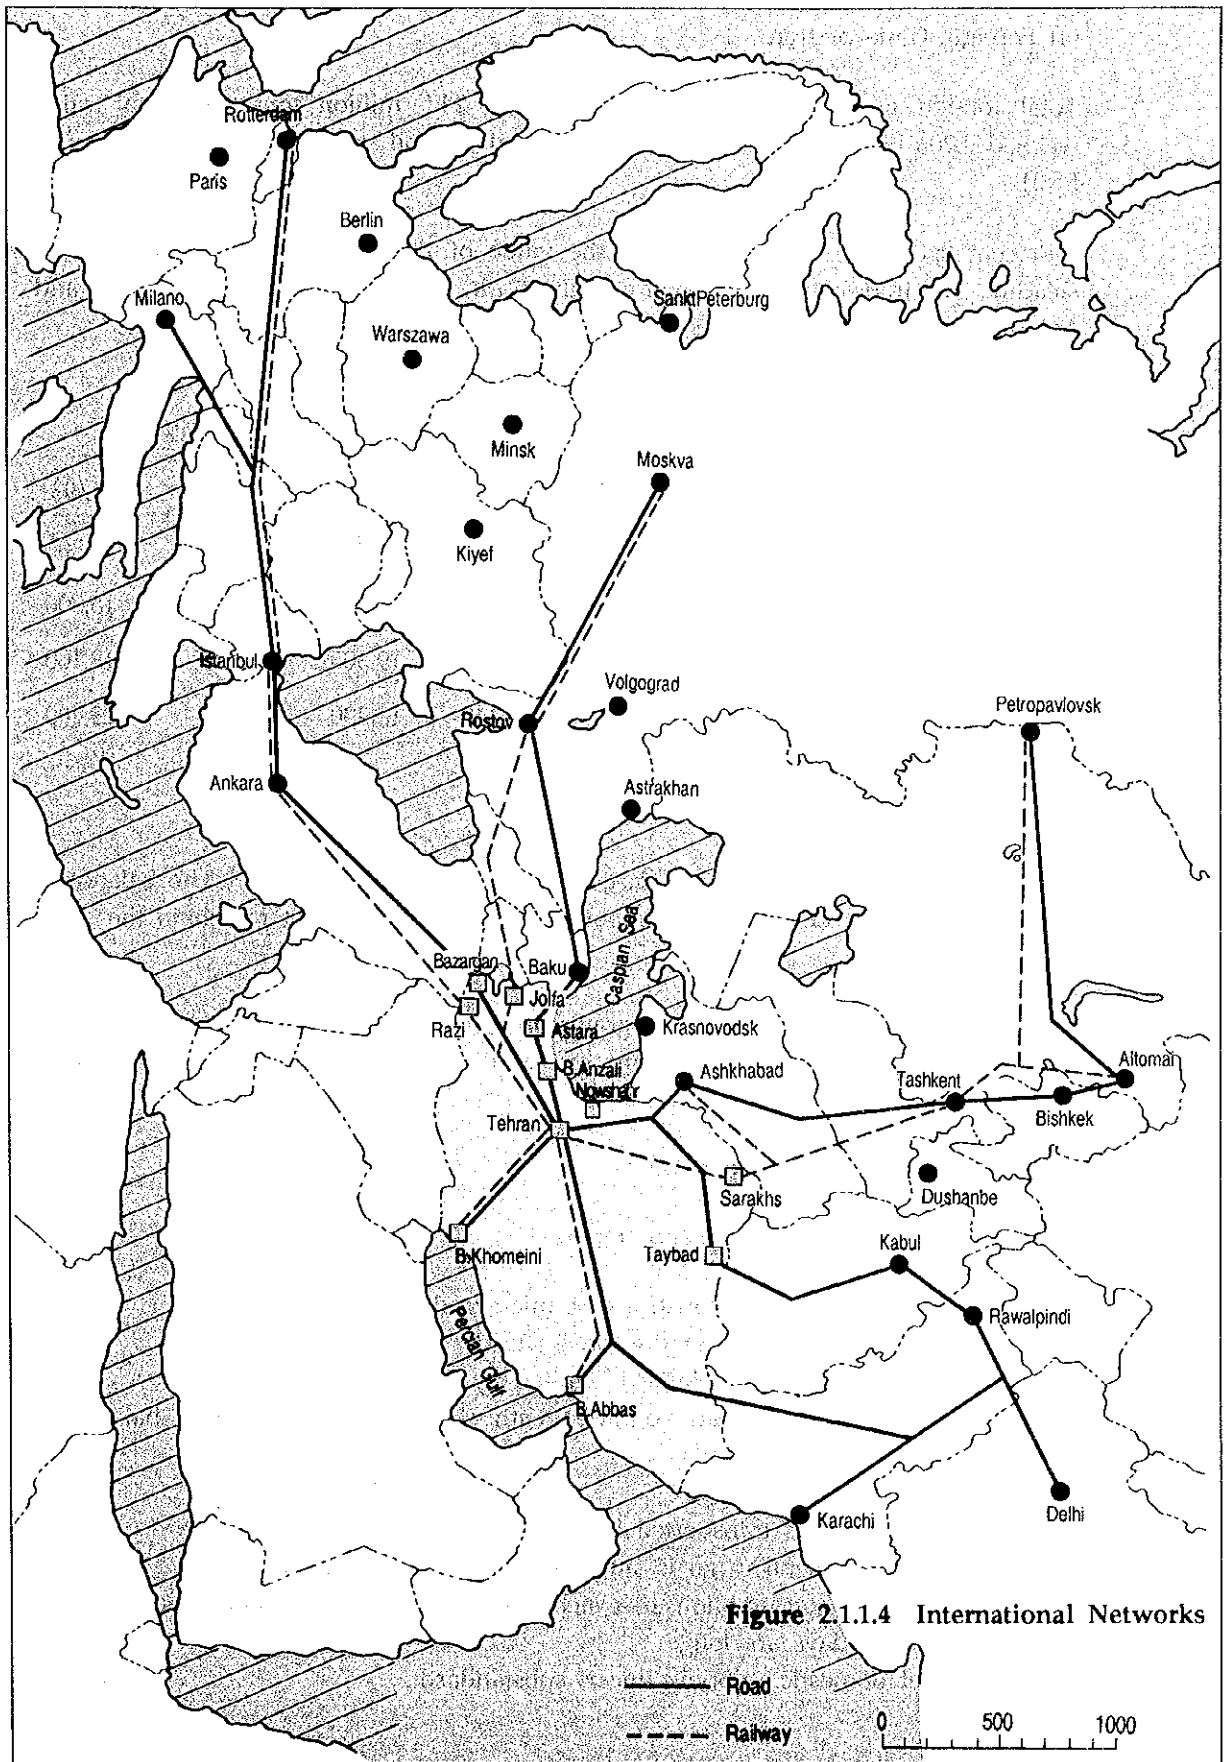 Rotterdam
Paris
Berlin
Milano
SanktPeterburg
Warszawa
Minsk
Moskva
Kiyef
Istanbul
Volgograd
Rostov
Petropavlovsk
Ankara
Astrakhan
Caspian Sea
Bazargan
Baku
Jolfa
Razi
Astara
Krasnovodsk
B.Anzali
Ashkhabad
Altomai
Nowshahr
Tashkent
Bishkek
Tehran
Sarakhs
Dushanbe
B.Khomeini
Taybad
Kabul
Rawalpindi
Percian Gulf
B.Abbas
Karachi
Delhi
Figure 2.1.1.4 International Networks
Road
Railway
0 500 1000